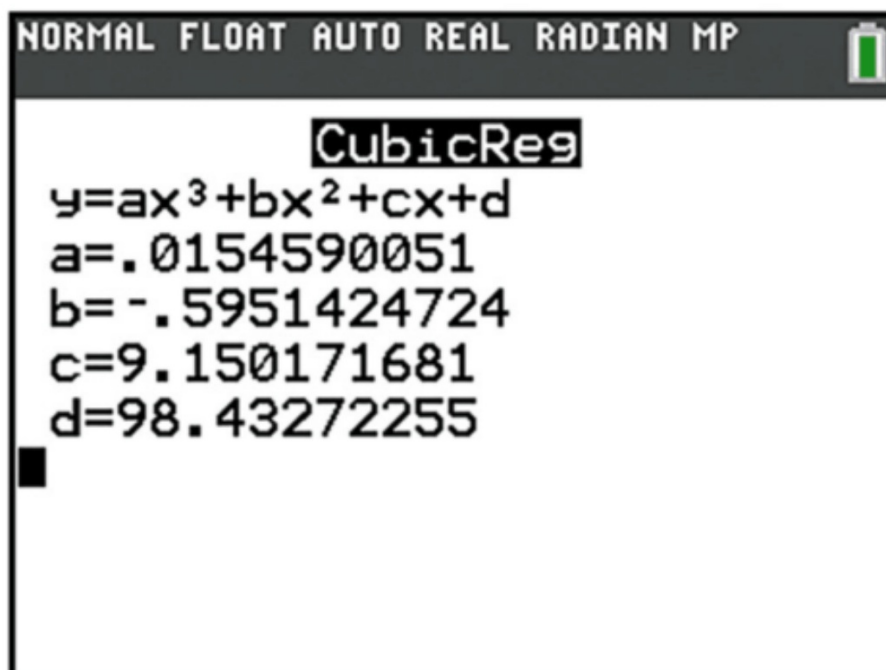 NORMAL FLOAT AUTO REAL RADIAN MP
CubicReg
y=ax³+bx²+cx+d
a=.0154590051
b=⁻.5951424724
c=9.150171681
d=98.43272255